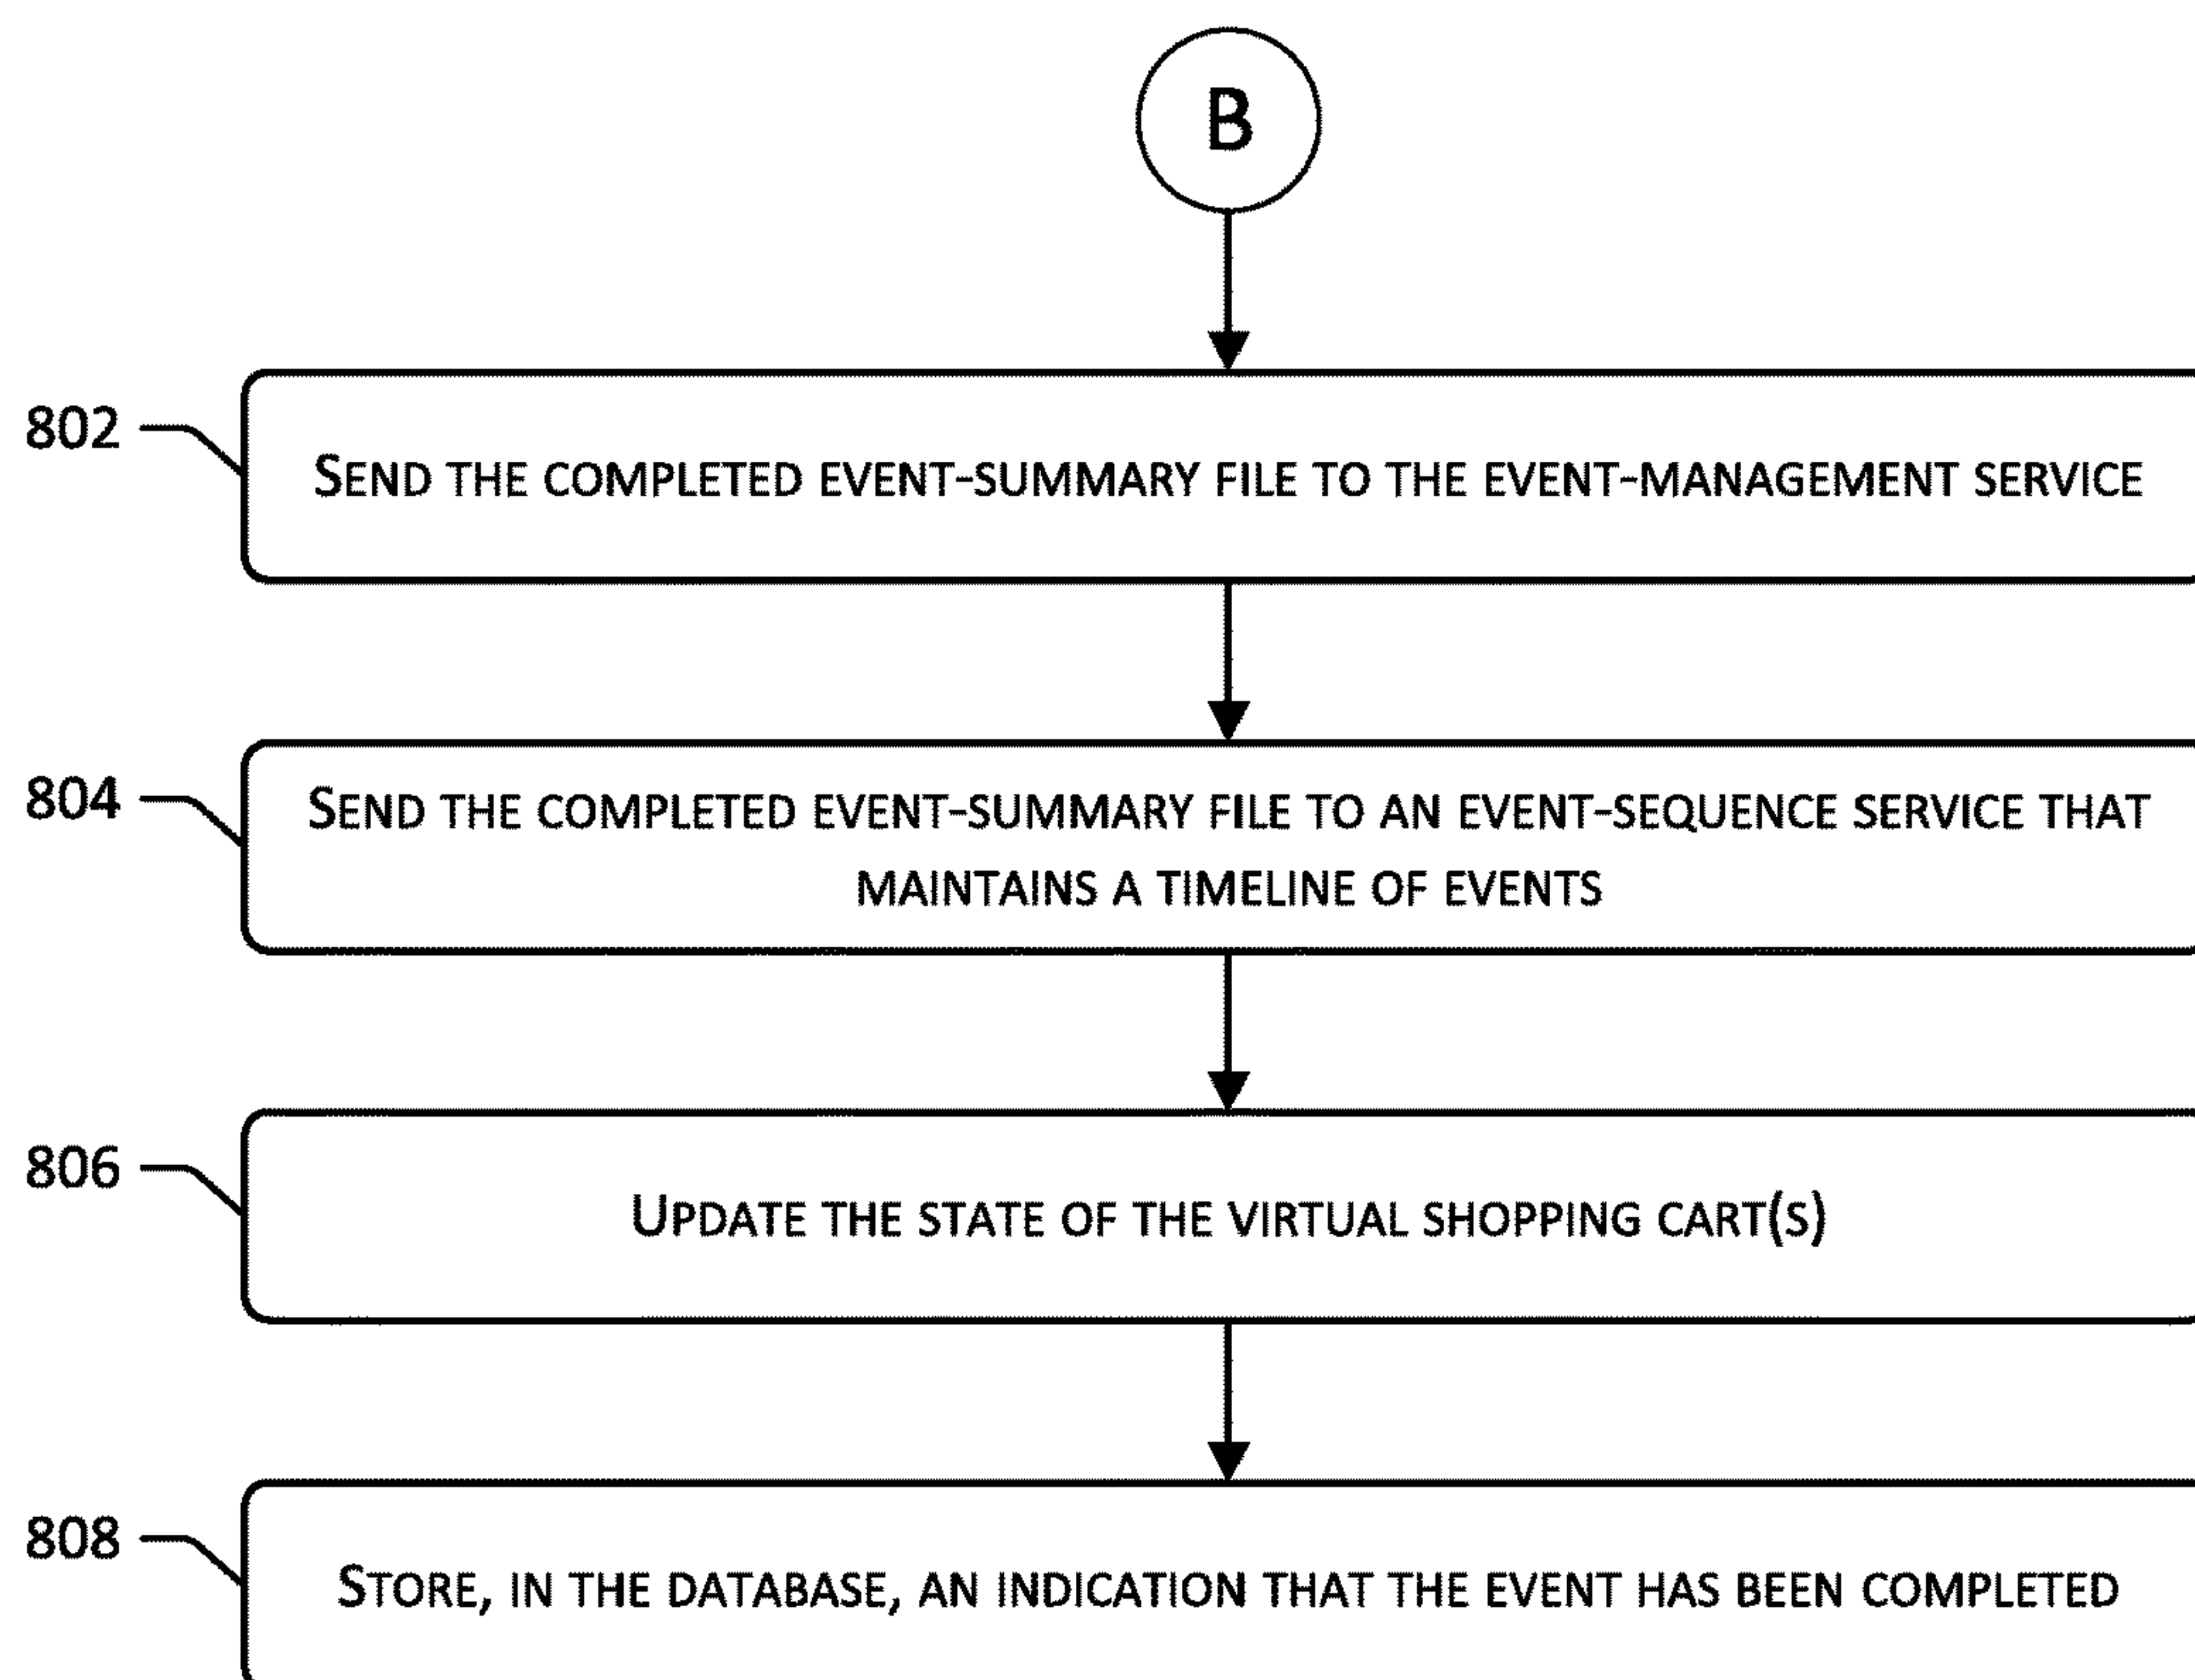 B
802
SEND THE COMPLETED EVENT-SUMMARY FILE TO THE EVENT-MANAGEMENT SERVICE
804
SEND THE COMPLETED EVENT-SUMMARY FILE TO AN EVENT-SEQUENCE SERVICE THAT
MAINTAINS A TIMELINE OF EVENTS
806
UPDATE THE STATE OF THE VIRTUAL SHOPPING CART(S)
808
STORE, IN THE DATABASE, AN INDICATION THAT THE EVENT HAS BEEN COMPLETED